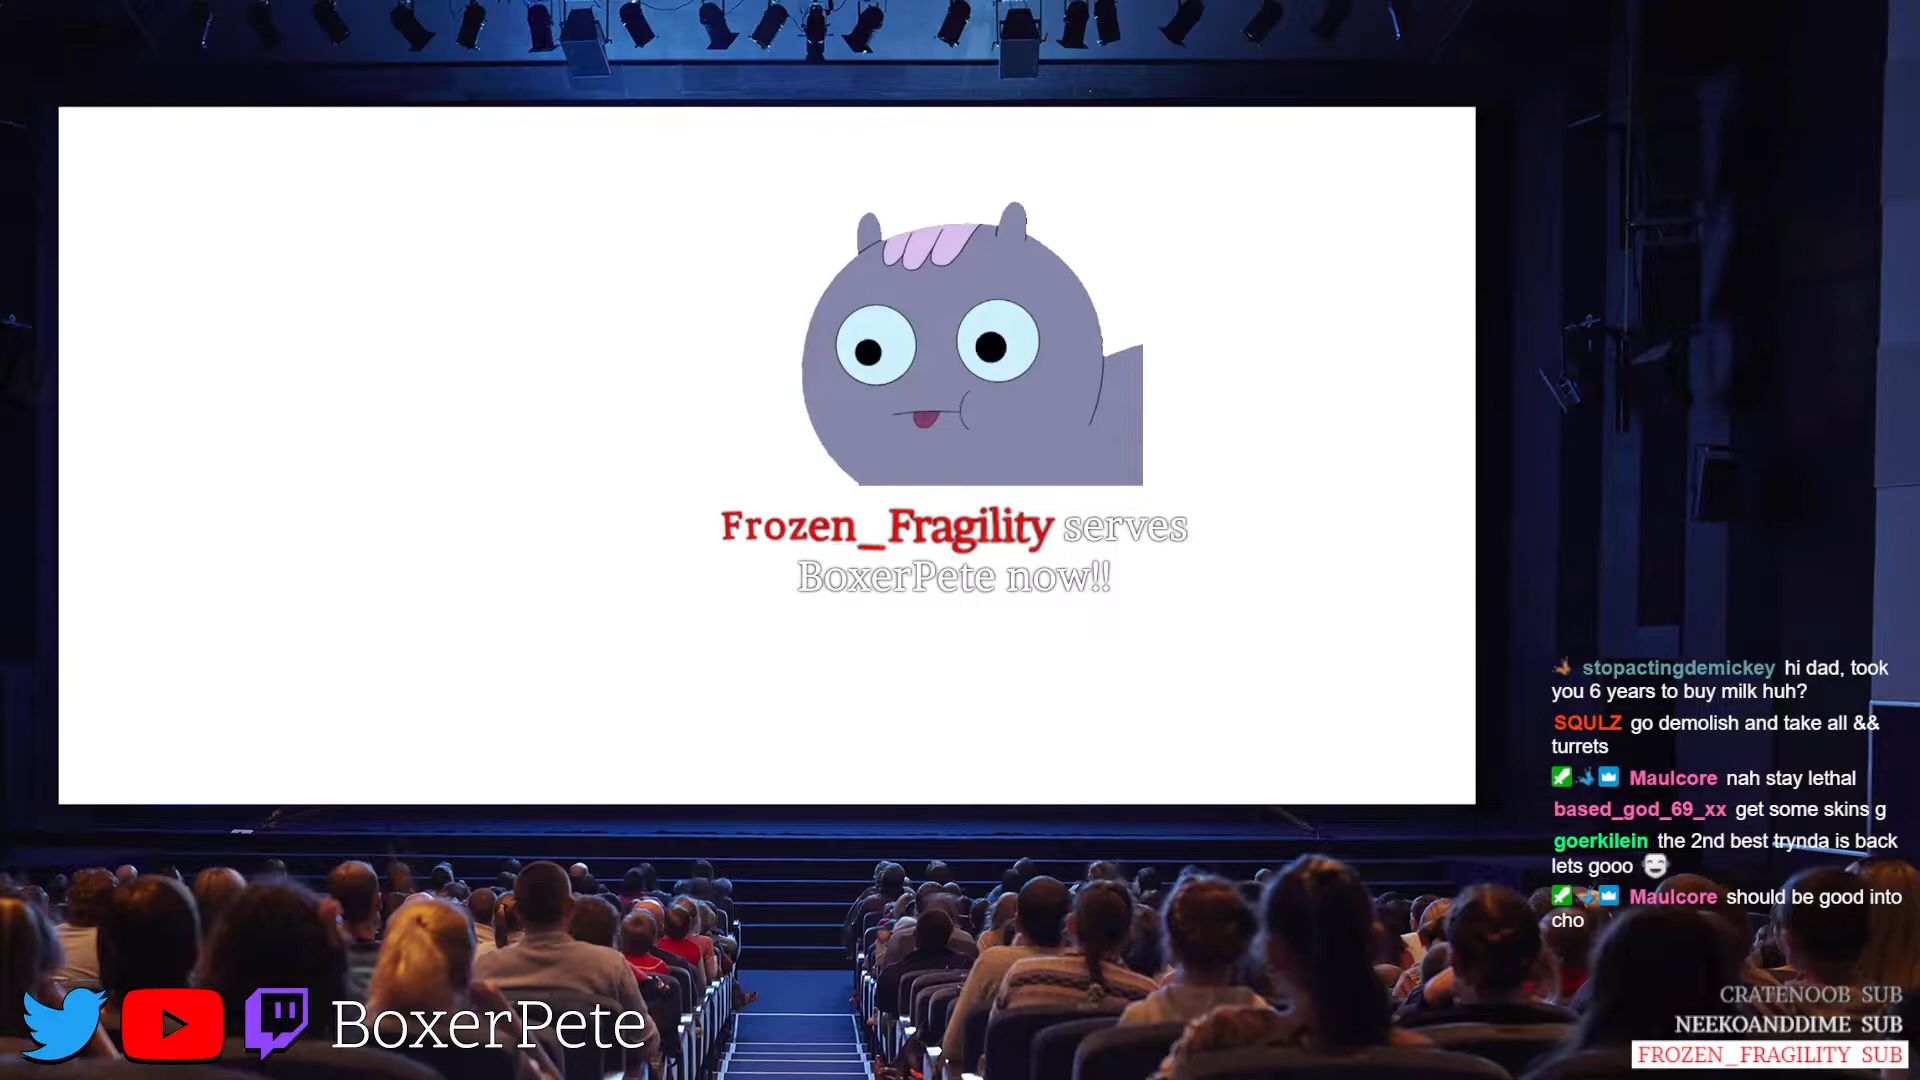 Frozen_Fragility serves
BoxerPete now!!
stopactingdemickey hi dad, took
you 6 years to buy milk huh?
SQULZ go demolish and take all &&
turrets
Maulcore nah stay lethal
based_god_69_xx get some skins g
goerkilein the 2nd best trynda is back
lets gooo
Maulcore should be good into
cho
BoxerPete
CRATENOOB SUB
NEEKOANDDIME SUB
FROZEN_FRAGILITY SUB